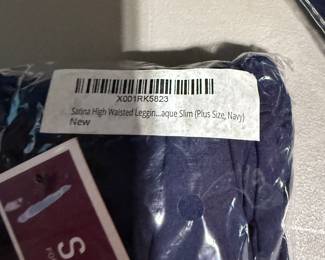 X001RK5823
Satina High Waisted Leggin...aque Slim (Plus Size, Navy)
New
S